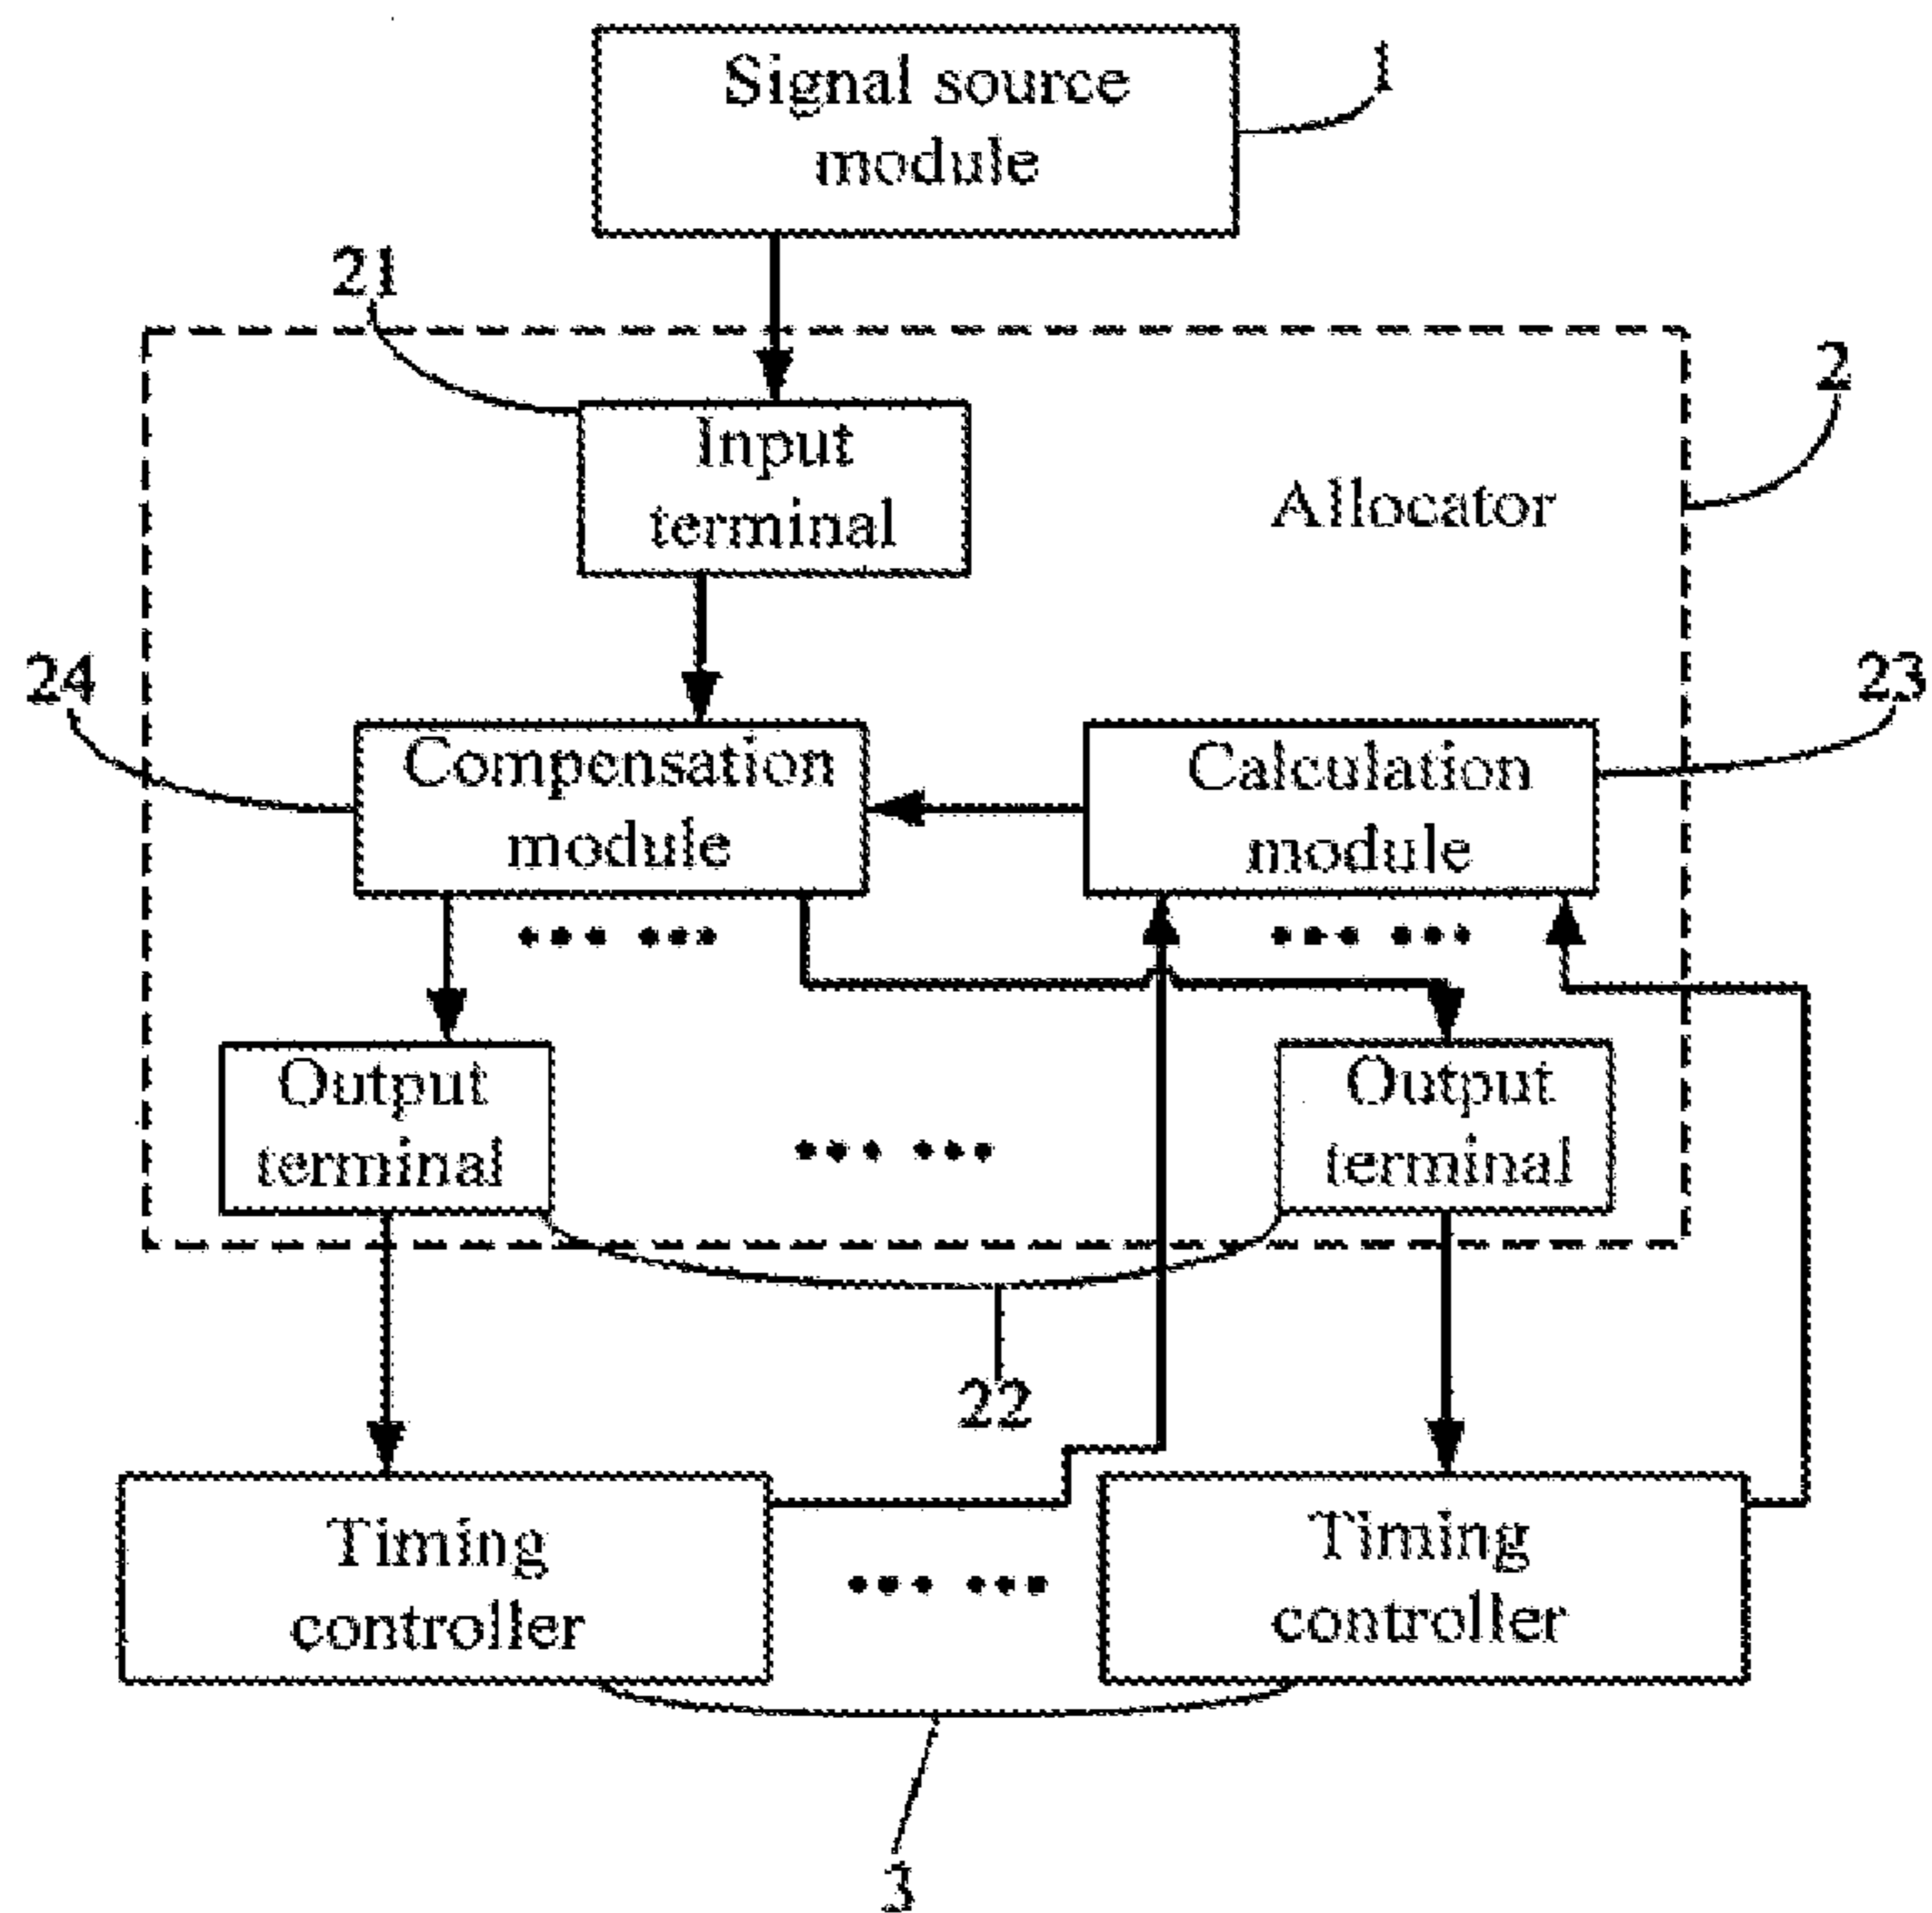 Signal source
module
1
21
2
Input
terminal
Allocator
24
23
Compensation
module
Calculation
module
Output
terminal
Output
terminal
22
Timing
controller
Timing
controller
3